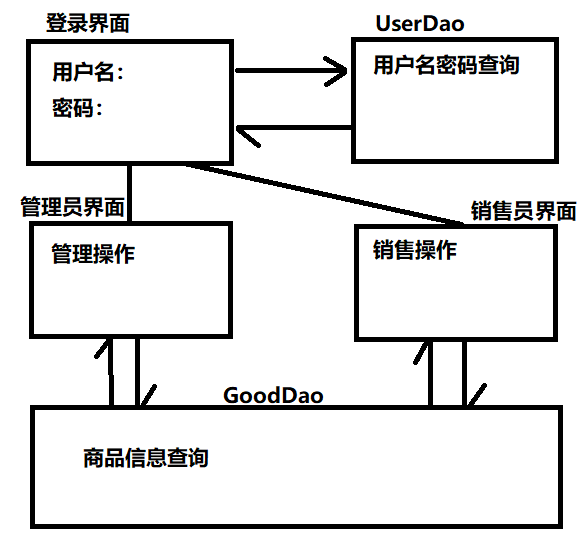 登录界面
UserDao
用户名：
密码：
用户名密码查询
管理员界面
销售员界面
管理操作
销售操作
GoodDao
商品信息查询